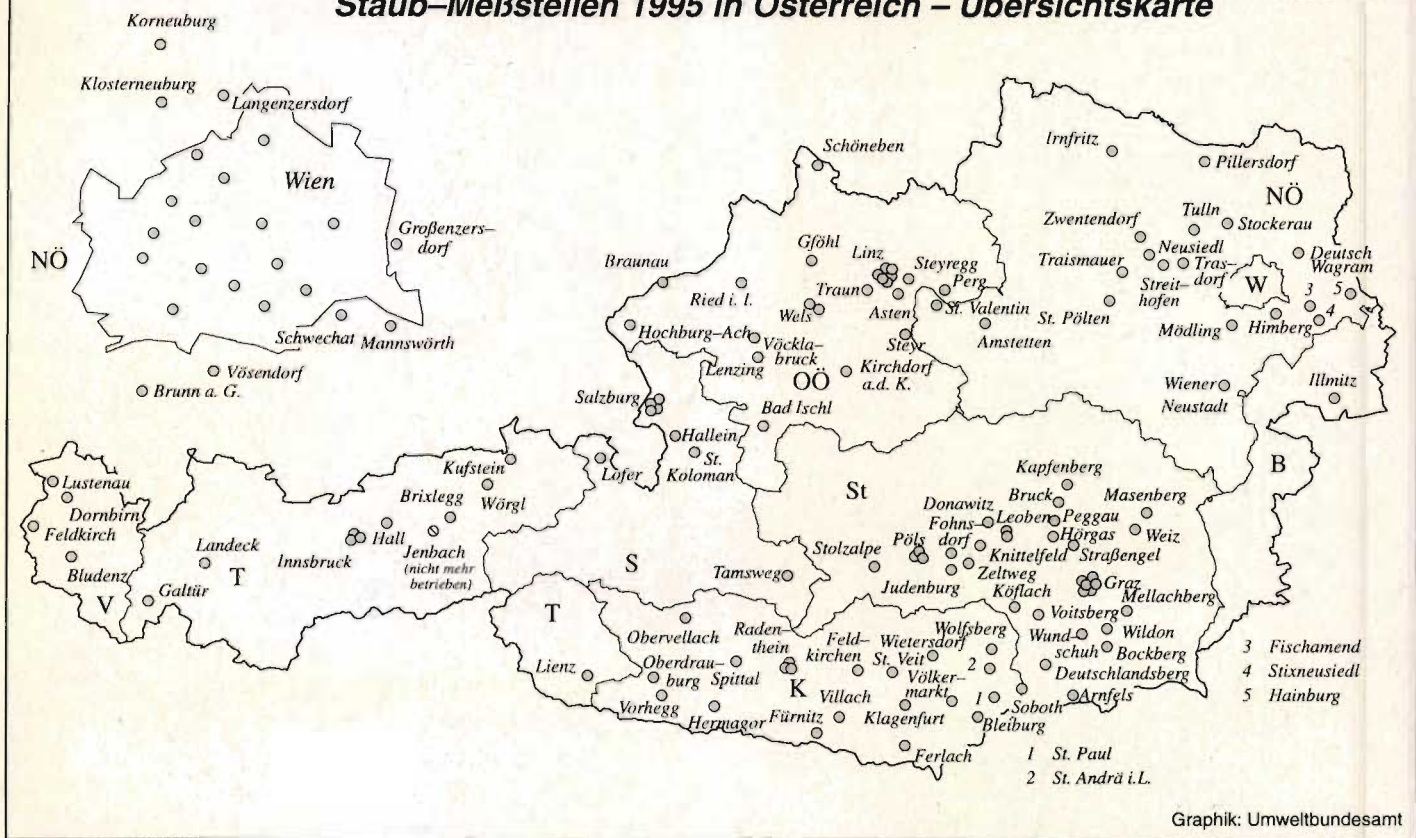 Staub–Meßstellen 1995 in Österreich – Übersichtskarte
Korneuburg
Klosterneuburg
Langenzersdorf
Wien
NÖ
Großenzers–
dorf
Schwechat
Mannswörth
Vösendorf
Brunn a. G.
Schöneben
Irnfritz
Pillersdorf
NÖ
Zwentendorf
Tulln
Stockerau
Neusiedl
Deutsch
Wagram
Traismauer
Tras–
dorf
Streit–
hofen
W
3
5
4
St. Pölten
Mödling
Himberg
Wiener
Neustadt
Illmitz
Gföhl
Linz
Steyregg
Braunau
Ried i. I.
Traun
Perg
Wels
Asten
St. Valentin
Amstetten
Hochburg–Ach
Vöckla–
bruck
Steyr
Lenzing
OÖ
Kirchdorf
a.d. K.
Salzburg
Bad Ischl
Hallein
St.
Koloman
Lofer
Kufstein
Wörgl
Brixlegg
Lustenau
Dornbirn
Feldkirch
Bludenz
V
Landeck
T
Galtür
Innsbruck
Hall
Jenbach
(nicht mehr
betrieben)
S
Tamsweg
B
St
Kapfenberg
Bruck
Masenberg
Donawitz
Leoben
Peggau
Fohns–
dorf
Hörgas
Weiz
Stolzalpe
Pöls
Knittelfeld
Straßengel
Judenburg
Zeltweg
Graz
Köflach
Mellachberg
Voitsberg
Wund–
schuh
Wildon
Bockberg
Deutschlandsberg
Soboth
Arnfels
T
Lienz
Obervellach
Raden–
thein
Feld–
kirchen
Wietersdorf
Wolfsberg
Oberdrau–
burg
Spittal
St. Veit
2
K
Völker–
markt
Villach
1
Vorhegg
Hermagor
Fürnitz
Klagenfurt
Bleiburg
Ferlach
3 Fischamend
4 Stixneusiedl
5 Hainburg
1 St. Paul
2 St. Andrä i.L.
Graphik: Umweltbundesamt